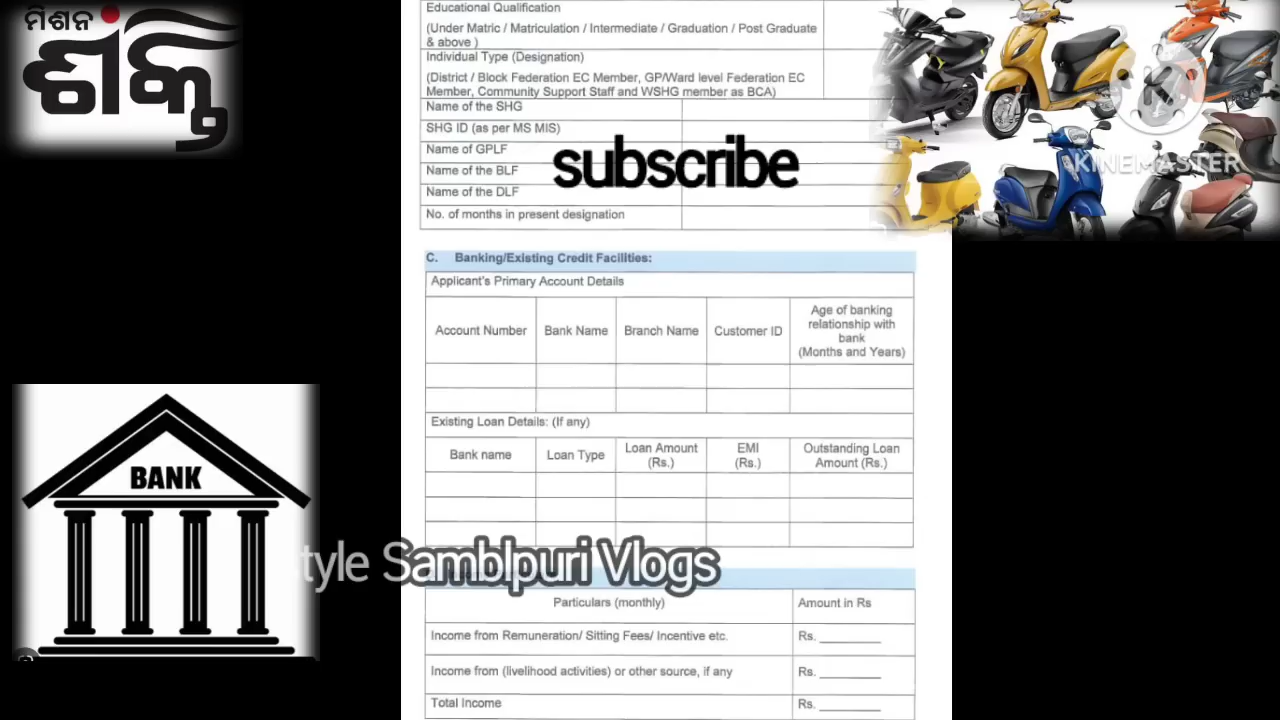 ମିଶନ
ଶକ୍ତି
Educational Qualification
(Under Matric / Matriculation / Intermediate / Graduation / Post Graduate
& above )
Individual Type (Designation)
(District / Block Federation EC Member, GP/Ward level Federation EC
Member, Community Support Staff and WSHG member as BCA)
Name of the SHG
SHG ID (as per MS MIS)
Name of GPLF
Name of the BLF
Name of the DLF
No. of months in present designation
subscribe
KINEMASTER
C. Banking/Existing Credit Facilities:
Applicant's Primary Account Details
Account Number Bank Name Branch Name Customer ID Age of banking
relationship with
bank
(Months and Years)
Existing Loan Details: (If any)
Bank name Loan Type Loan Amount
(Rs.) EMI
(Rs.) Outstanding Loan
Amount (Rs.)
BANK
style Samblpuri Vlogs
Particulars (monthly) Amount in Rs
Income from Remuneration/ Sitting Fees/ Incentive etc. Rs. ________
Income from (livelihood activities) or other source, if any Rs. ________
Total Income Rs. ________